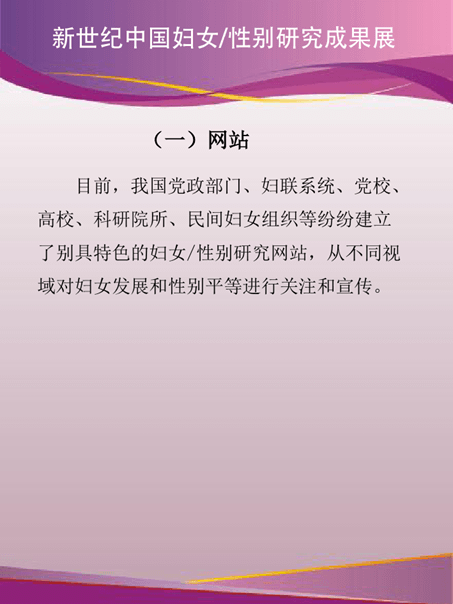 新世纪中国妇女/性别研究成果展
（一）网站
目前，我国党政部门、妇联系统、党校、
高校、科研院所、民间妇女组织等纷纷建立
了别具特色的妇女/性别研究网站，从不同视
域对妇女发展和性别平等进行关注和宣传。